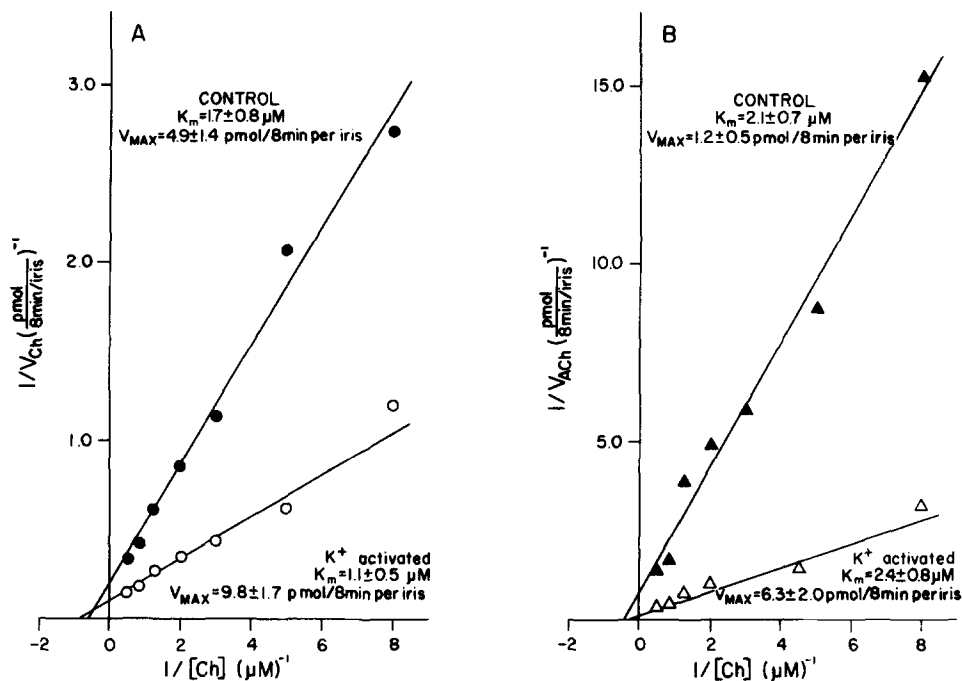 A
3.0
CONTROL
Km=1.7±0.8 μM
VMAX=4.9±1.4 pmol/8min per iris
2.0
1/VCh (pmol/8min/iris)⁻¹
1.0
K+ activated
Km=1.1±0.5 μM
VMAX=9.8±1.7 pmol/8min per iris
-2 0 2 4 6 8
1/[Ch] (μM)⁻¹
B
15.0
CONTROL
Km=2.1±0.7 μM
VMAX=1.2±0.5 pmol/8min per iris
10.0
1/VACh (pmol/8min/iris)⁻¹
5.0
K+ activated
Km=2.4±0.8μM
VMAX=6.3±2.0 pmol/8min per iris
-2 0 2 4 6 8
1/[Ch] (μM)⁻¹